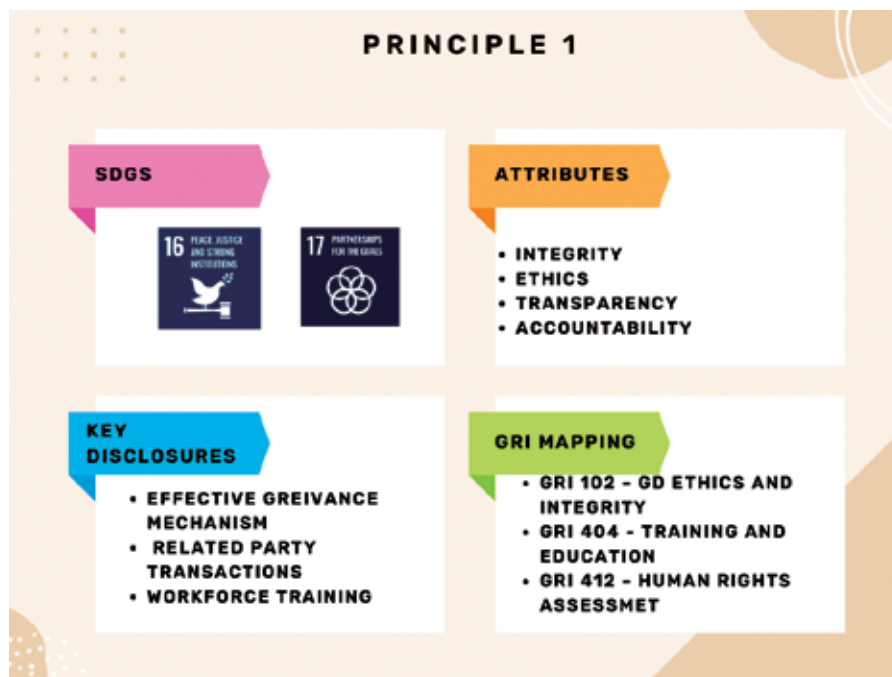 PRINCIPLE 1
SDGS
16 PEACE, JUSTICE
AND STRONG
INSTITUTIONS
17 PARTNERSHIPS
FOR THE GOALS
ATTRIBUTES
• INTEGRITY
• ETHICS
• TRANSPARENCY
• ACCOUNTABILITY
KEY
DISCLOSURES
• EFFECTIVE GREIVANCE
MECHANISM
• RELATED PARTY
TRANSACTIONS
• WORKFORCE TRAINING
GRI MAPPING
• GRI 102 - GD ETHICS AND
INTEGRITY
• GRI 404 - TRAINING AND
EDUCATION
• GRI 412 - HUMAN RIGHTS
ASSESSMET